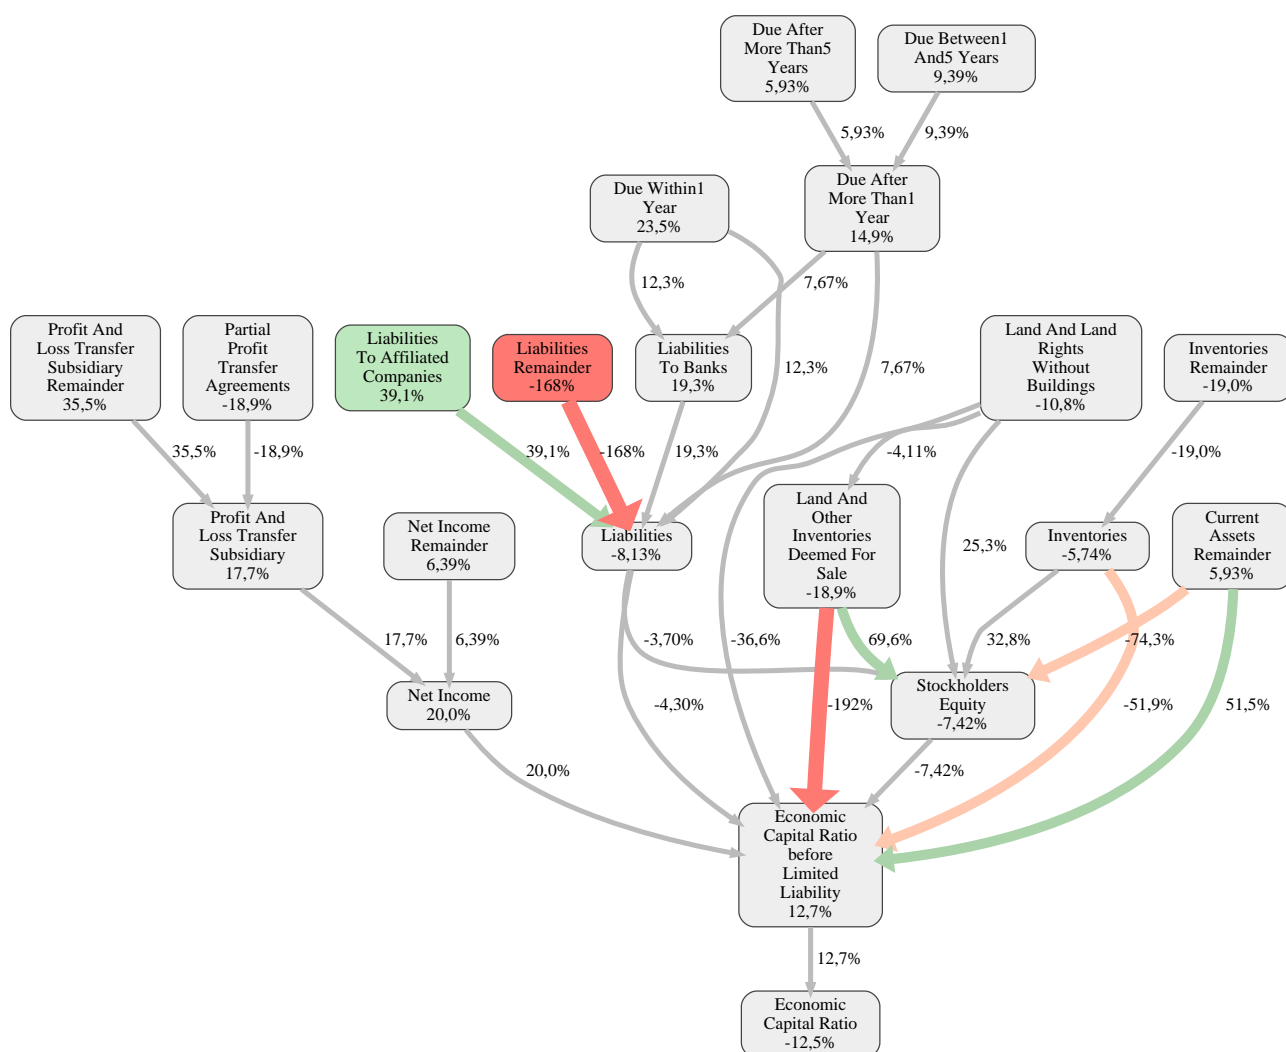 Due After
More Than5
Years
5,93%
Due Between1
And5 Years
9,39%
5,93%
9,39%
Due Within1
Year
23,5%
Due After
More Than1
Year
14,9%
12,3%
7,67%
Profit And
Loss Transfer
Subsidiary
Remainder
35,5%
Partial
Profit
Transfer
Agreements
-18,9%
Liabilities
To Affiliated
Companies
39,1%
Liabilities
Remainder
-168%
Liabilities
To Banks
19,3%
12,3%
7,67%
Land And Land
Rights
Without
Buildings
-10,8%
Inventories
Remainder
-19,0%
35,5%
-18,9%
39,1%
-168%
19,3%
-4,11%
-19,0%
Profit And
Loss Transfer
Subsidiary
17,7%
Net Income
Remainder
6,39%
Liabilities
-8,13%
Land And
Other
Inventories
Deemed For
Sale
-18,9%
25,3%
Inventories
-5,74%
Current
Assets
Remainder
5,93%
17,7%
6,39%
-3,70%
-36,6%
69,6%
32,8%
-74,3%
Net Income
20,0%
-4,30%
-192%
Stockholders
Equity
-7,42%
-51,9%
51,5%
20,0%
-7,42%
Economic
Capital Ratio
before
Limited
Liability
12,7%
12,7%
Economic
Capital Ratio
-12,5%